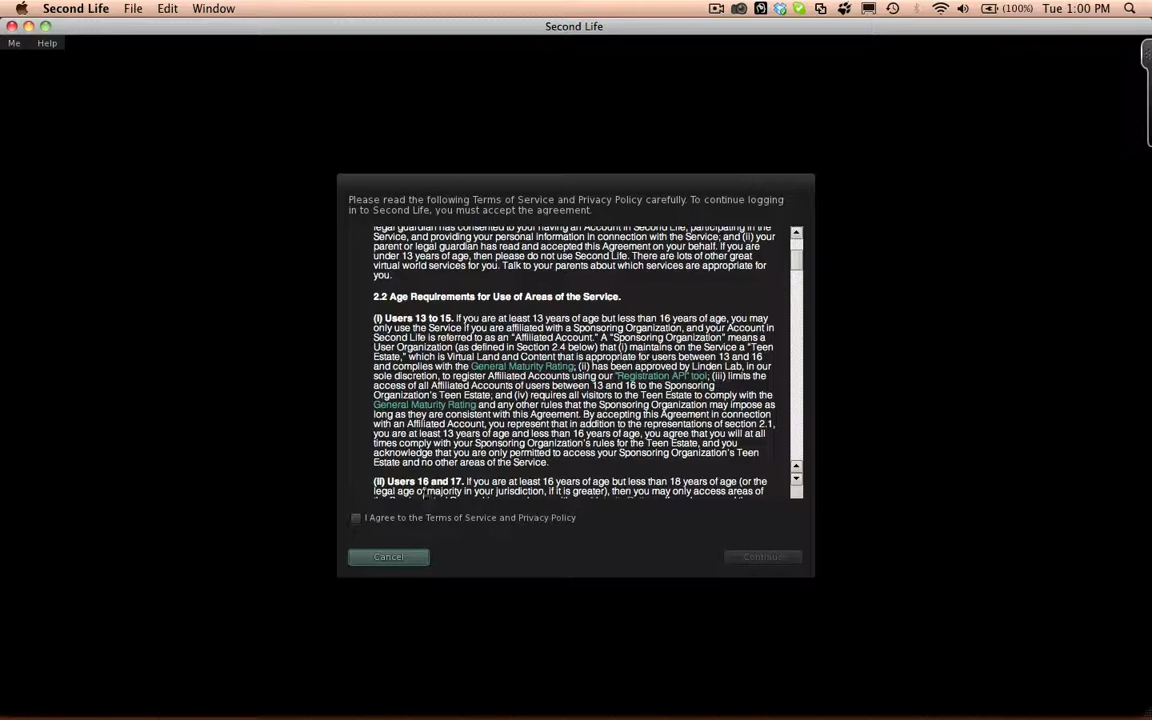 Second Life File Edit Window (100%) Tue 1:00 PM
Second Life
Me Help
Please read the following Terms of Service and Privacy Policy carefully. To continue logging
in to Second Life, you must accept the agreement.
legal guardian has consented to your having an Account in Second Life, participating in the
Service, and providing your personal information in connection with the Service; and (ii) your
parent or legal guardian has read and accepted this Agreement on your behalf. If you are
under 13 years of age, then please do not use Second Life. There are lots of other great
virtual world services for you. Talk to your parents about which services are appropriate for
you.
2.2 Age Requirements for Use of Areas of the Service.
(i) Users 13 to 15. If you are at least 13 years of age but less than 16 years of age, you may
only use the Service if you are affiliated with a Sponsoring Organization, and your Account in
Second Life is referred to as an "Affiliated Account." A "Sponsoring Organization" means a
User Organization (as defined in Section 2.4 below) that (i) maintains on the Service a "Teen
Estate," which is Virtual Land and Content that is appropriate for users between 13 and 16
and complies with the General Maturity Rating; (ii) has been approved by Linden Lab, in our
sole discretion, to register Affiliated Accounts using our "Registration API" tool; (iii) limits the
access of all Affiliated Accounts of users between 13 and 16 to the Sponsoring
Organization's Teen Estate; and (iv) requires all visitors to the Teen Estate to comply with the
General Maturity Rating and any other rules that the Sponsoring Organization may impose as
long as they are consistent with this Agreement. By accepting this Agreement in connection
with an Affiliated Account, you represent that in addition to the representations of section 2.1,
you are at least 13 years of age and less than 16 years of age, you agree that you will at all
times comply with your Sponsoring Organization's rules for the Teen Estate, and you
acknowledge that you are only permitted to access your Sponsoring Organization's Teen
Estate and no other areas of the Service.
(ii) Users 16 and 17. If you are at least 16 years of age but less than 18 years of age (or the
legal age of majority in your jurisdiction, if it is greater), then you may only access areas of
I Agree to the Terms of Service and Privacy Policy
Cancel Continue